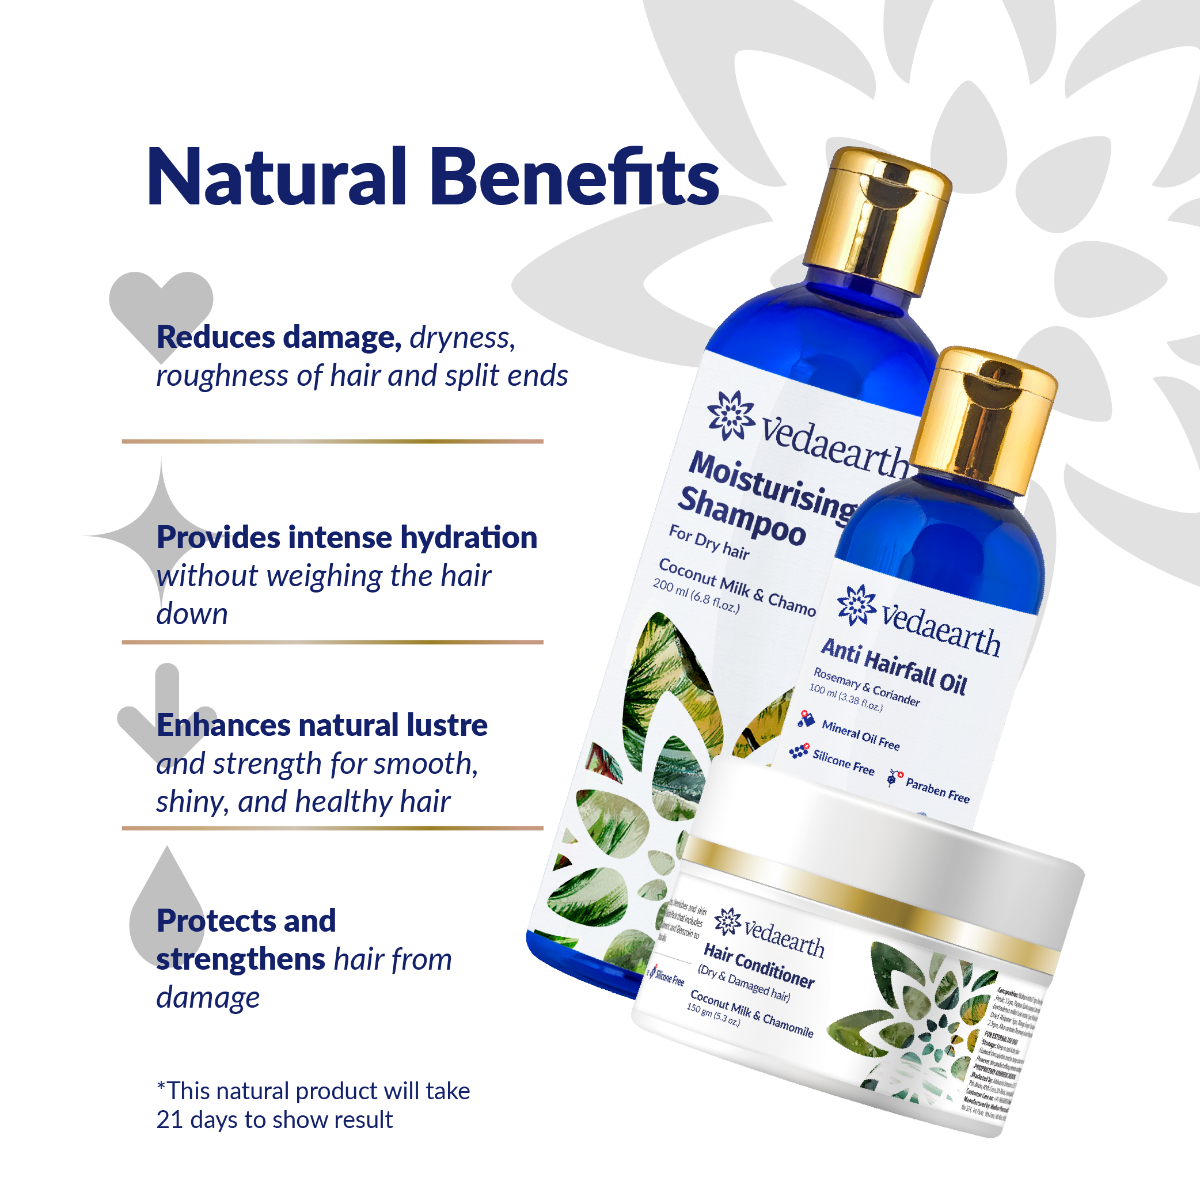 Natural Benefits
Reduces damage, dryness,
roughness of hair and split ends
Provides intense hydration
without weighing the hair
down
Enhances natural lustre
and strength for smooth,
shiny, and healthy hair
Protects and
strengthens hair from
damage
*This natural product will take
21 days to show result
vedaearth
Moisturising
Shampoo
For Dry hair
Coconut Milk & Chamo
200 ml (6.8 fl.oz.)
vedaearth
Anti Hairfall Oil
Rosemary & Coriander
100 ml (3.38 fl.oz.)
Mineral Oil Free
Silicone Free
Paraben Free
vedaearth
Hair Conditioner
(Dry & Damaged hair)
Coconut Milk & Chamomile
150 gm (5.3 oz.)
Silicone Free